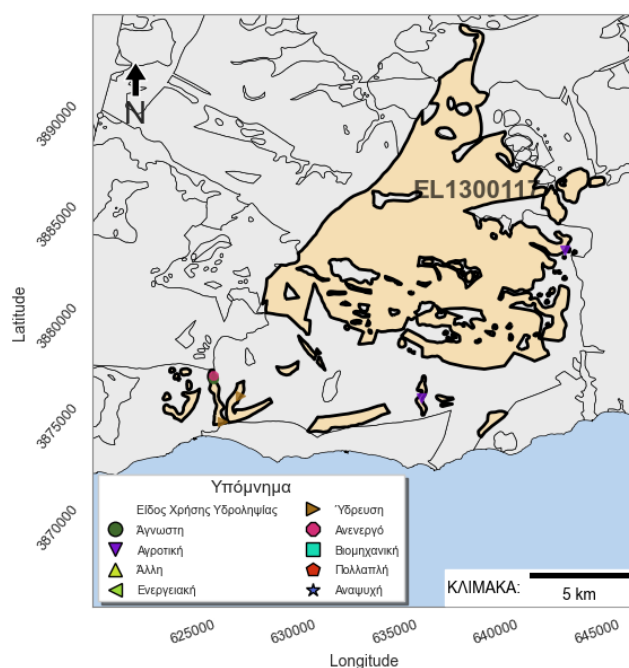 3890000
N
EL1300117
3885000
Latitude
3880000
3875000
3870000
Υπόμνημα
Είδος Χρήσης Υδροληψίας
Άγνωστη
Αγροτική
Άλλη
Ενεργειακή
Ύδρευση
Ανενεργό
Βιομηχανική
Πολλαπλή
Αναψυχή
ΚΛΙΜΑΚΑ:
5 km
625000 630000 635000 640000 645000
Longitude